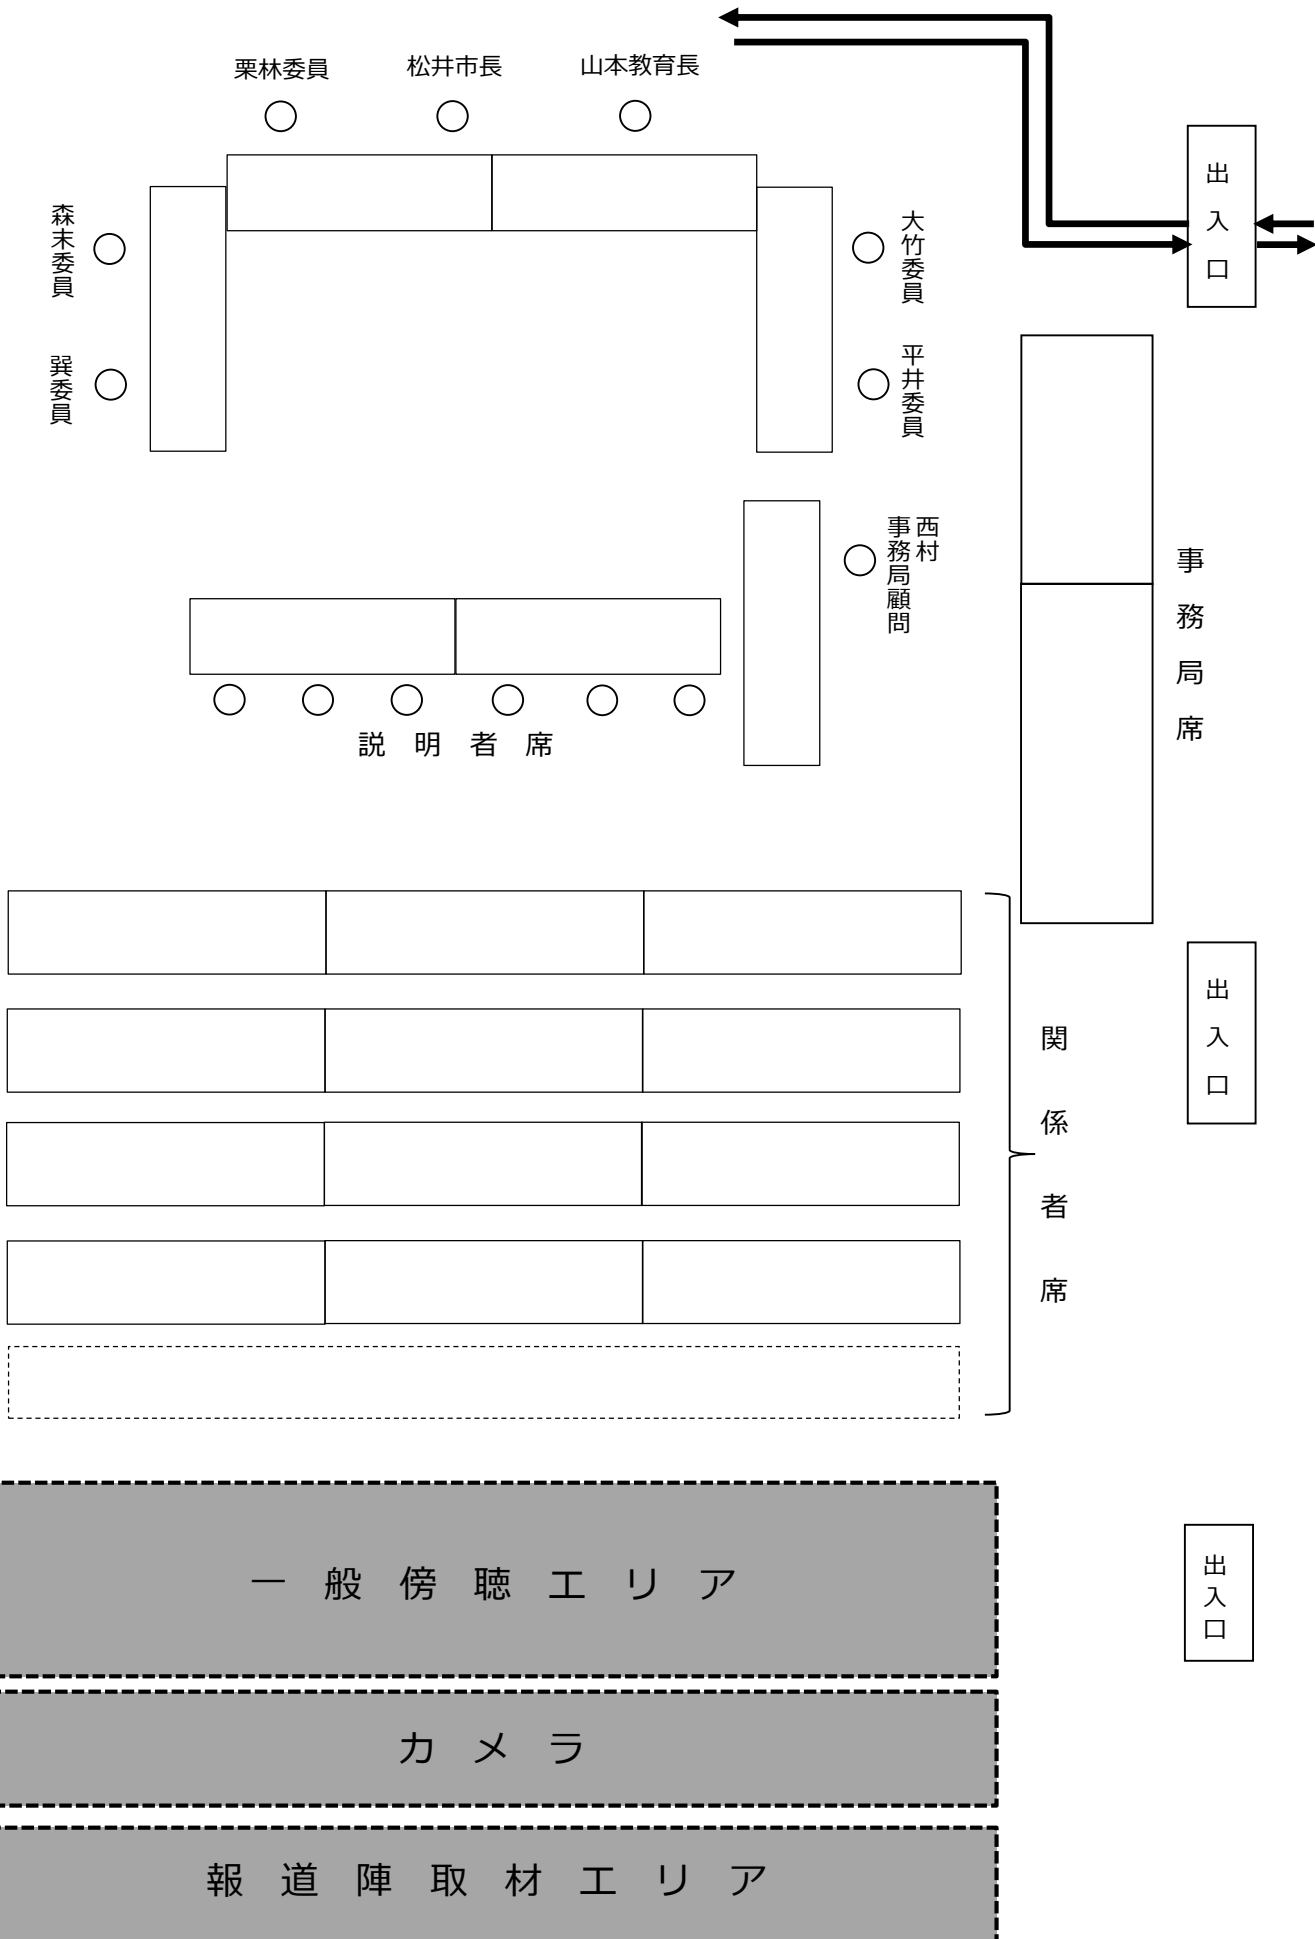 栗林委員
松井市長
山本教育長
出入口
森末委員
大竹委員
巽委員
平井委員
西村
事務局顧問
事務局席
説明者席
関係者席
出入口
一般傍聴エリア
出入口
カメラ
報道陣取材エリア